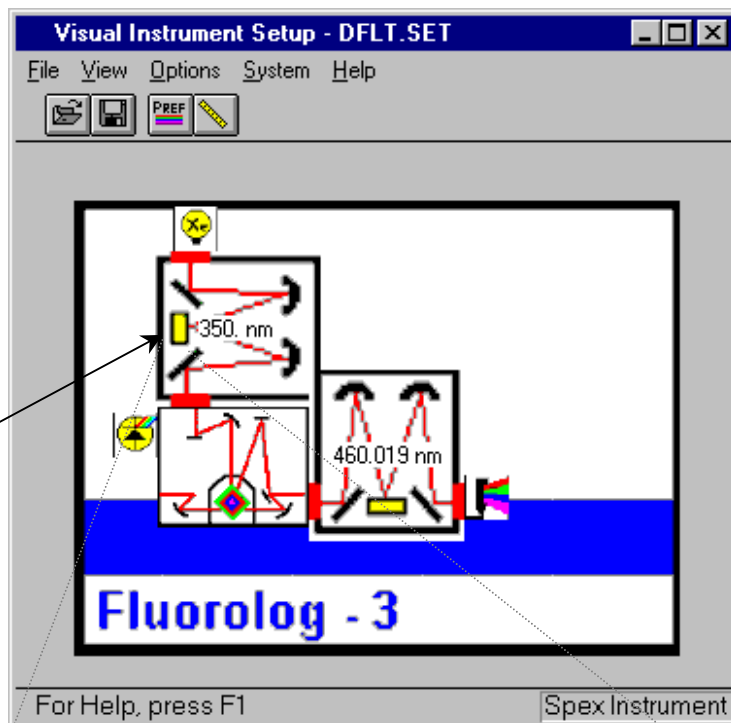 Visual Instrument Setup - DFLT.SET
File View Options System Help
PREF
Xe
350. nm
460.019 nm
Fluorolog - 3
For Help, press F1
Spex Instrument